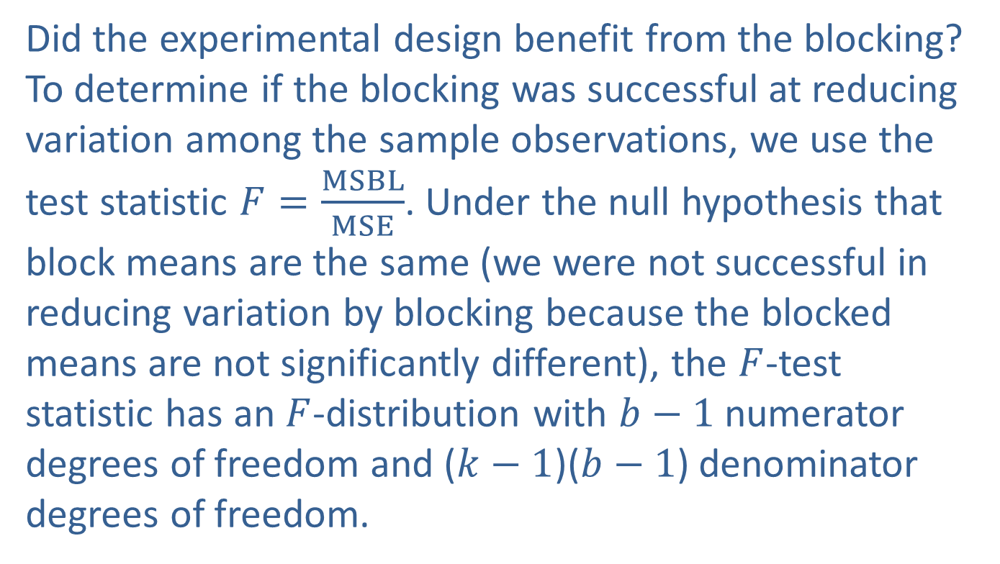 Did the experimental design benefit from the blocking?
To determine if the blocking was successful at reducing
variation among the sample observations, we use the
test statistic F = MSBL/MSE. Under the null hypothesis that
block means are the same (we were not successful in
reducing variation by blocking because the blocked
means are not significantly different), the F-test
statistic has an F-distribution with b − 1 numerator
degrees of freedom and (k − 1)(b − 1) denominator
degrees of freedom.